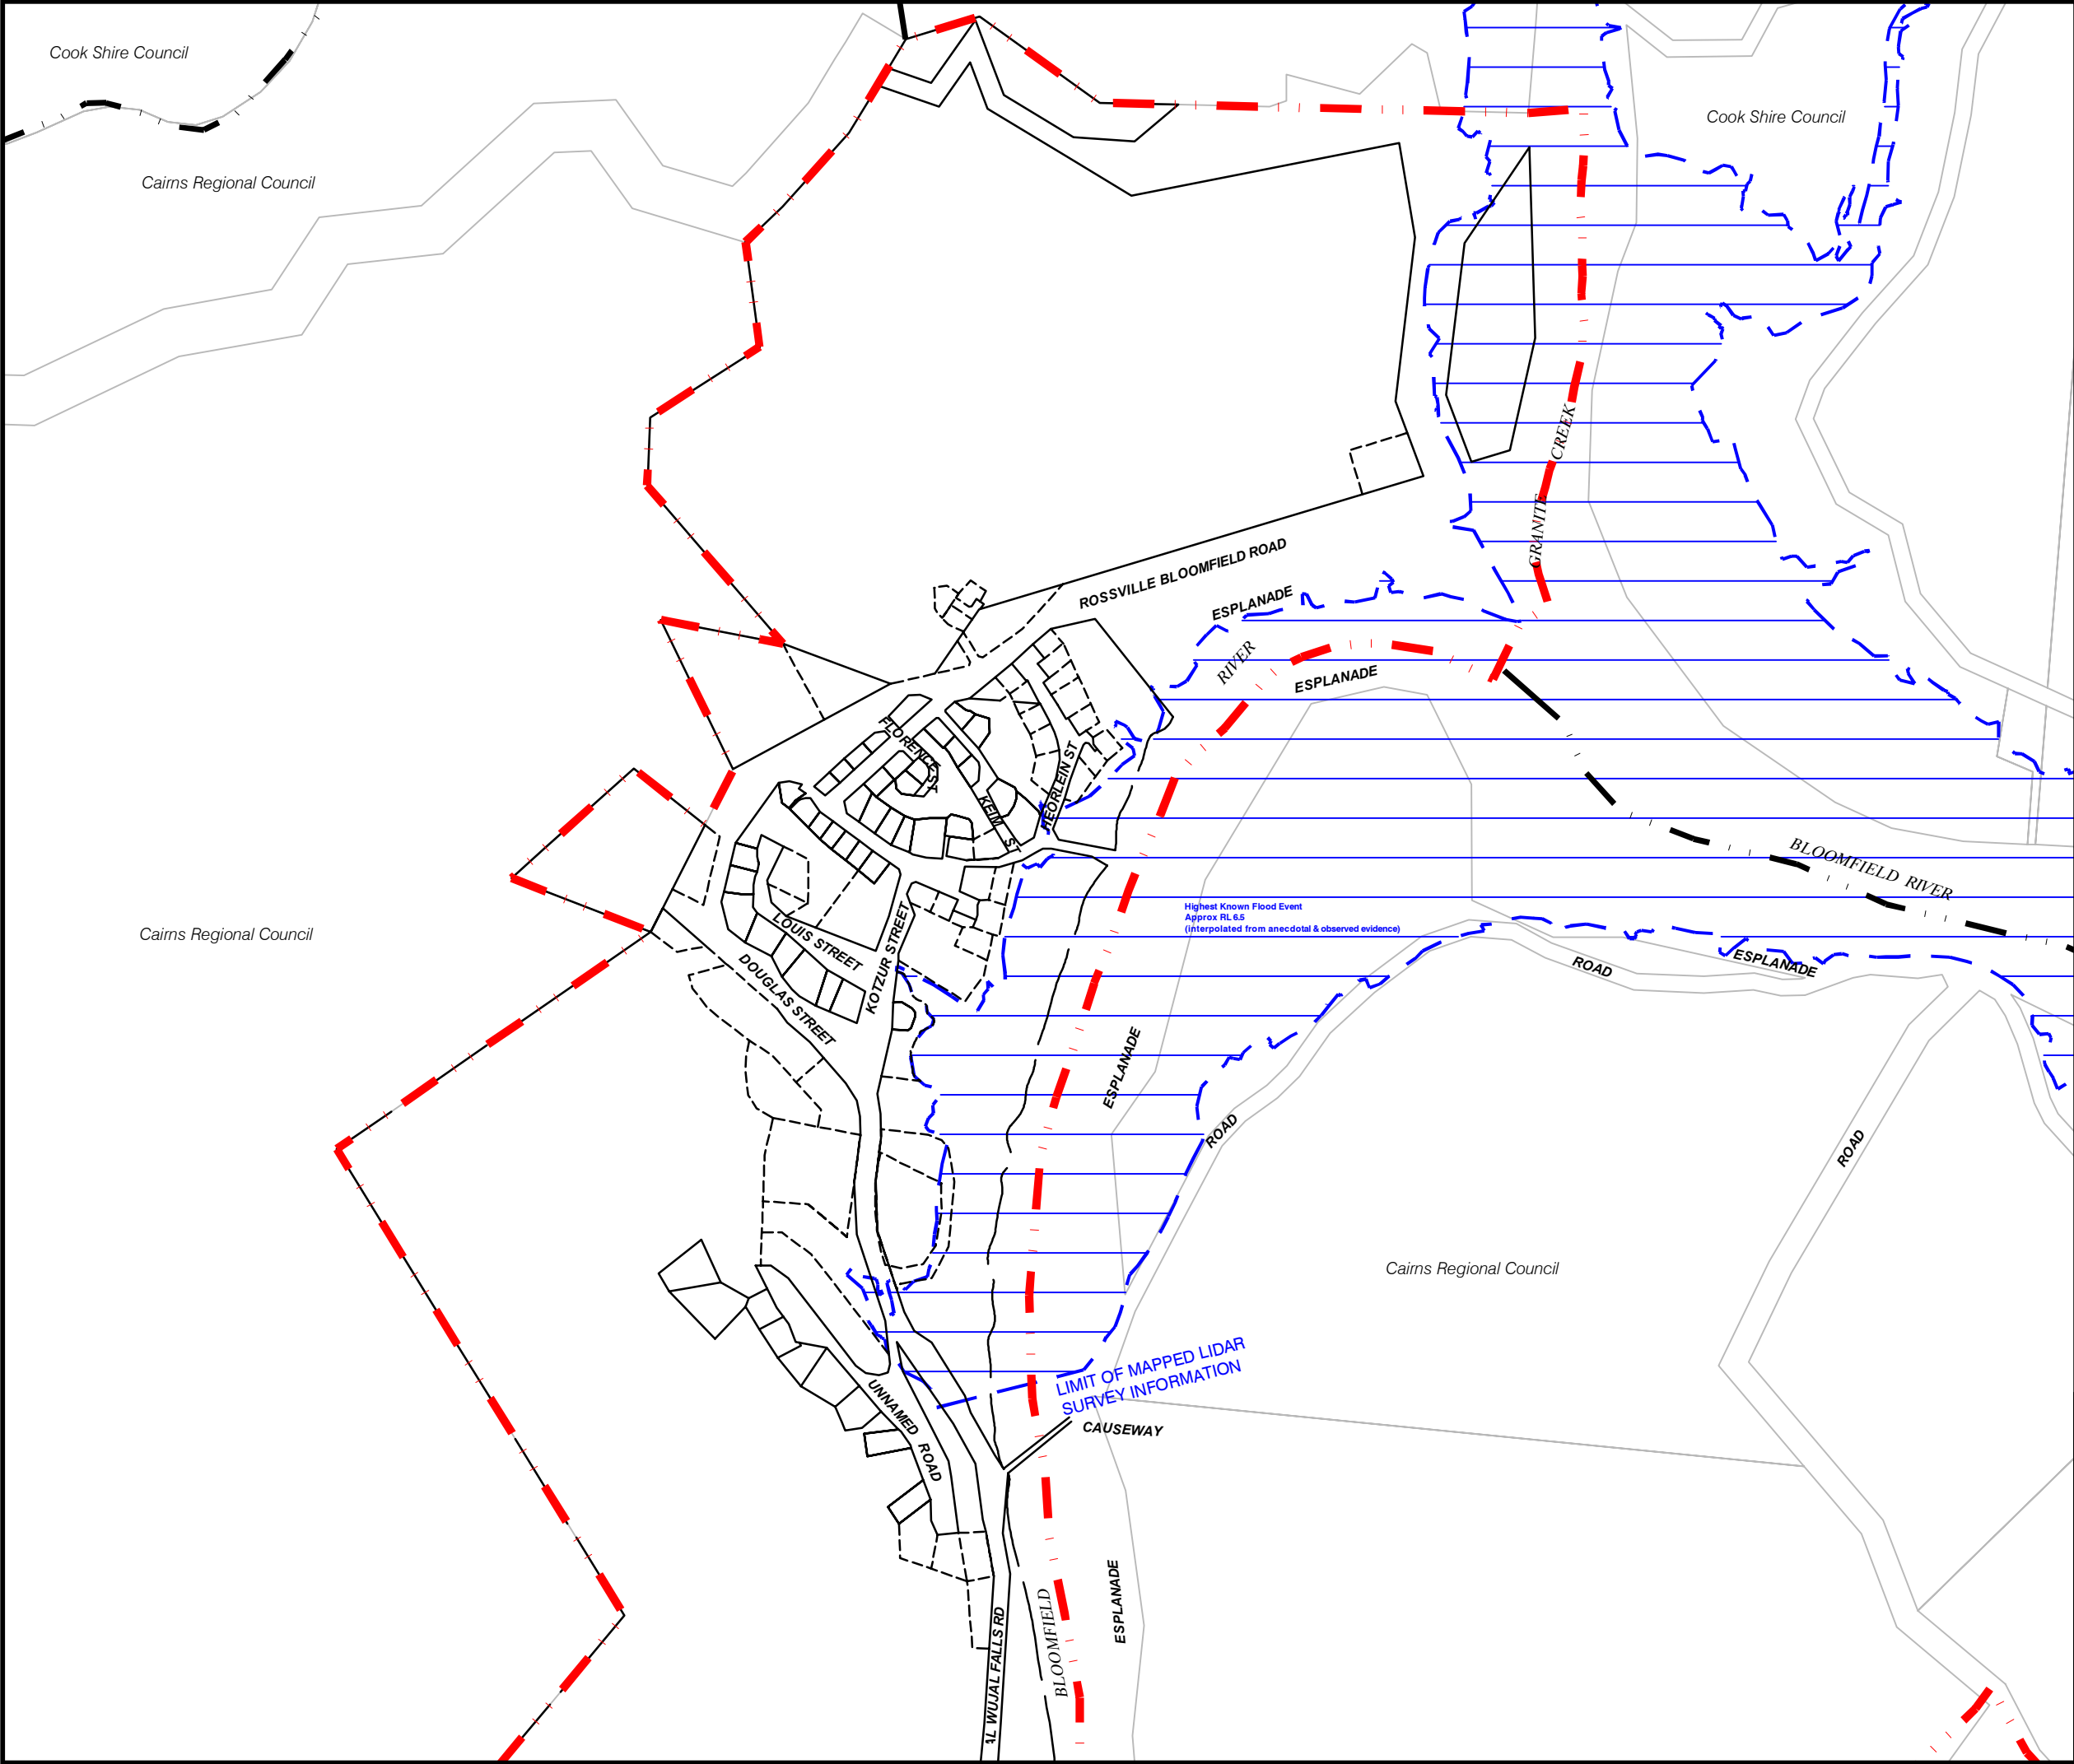 Cook Shire Council
Cook Shire Council
Cairns Regional Council
CREEK
GRANITE
ROSSVILLE BLOOMFIELD ROAD
ESPLANADE
RIVER
ESPLANADE
FLORENCE ST
HEORLEIN ST
KEIM ST
BLOOMFIELD RIVER
Highest Known Flood Event
Approx RL 6.5
(interpolated from anecdotal & observed evidence)
Cairns Regional Council
LOUIS STREET
KOTZUR STREET
DOUGLAS STREET
ROAD
ESPLANADE
ESPLANADE
ROAD
ROAD
Cairns Regional Council
LIMIT OF MAPPED LIDAR
SURVEY INFORMATION
CAUSEWAY
UNNAMED ROAD
ESPLANADE
BLOOMFIELD
WUJAL FALLS RD